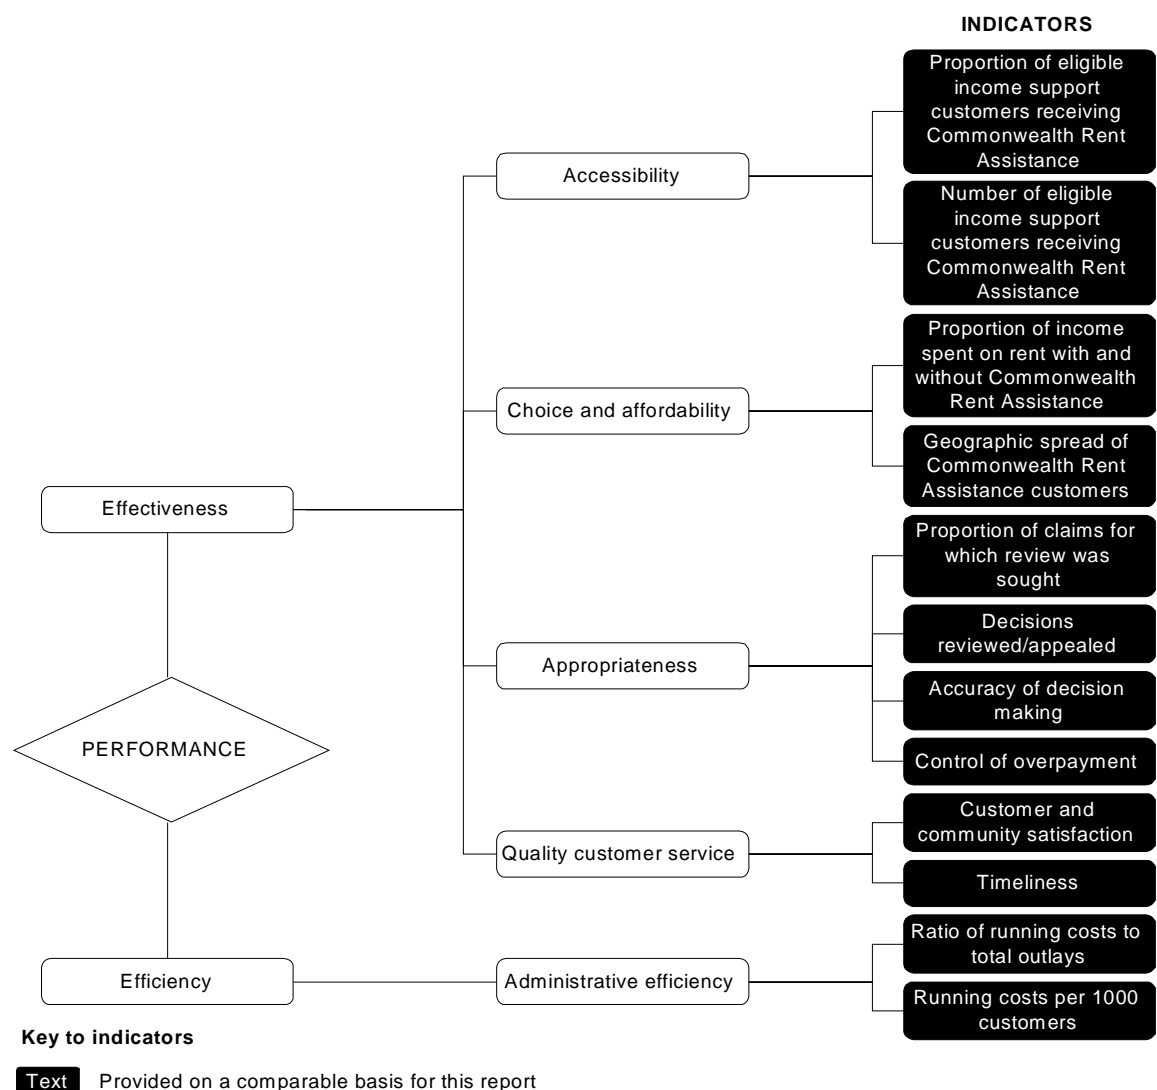 INDICATORS
Proportion of eligible
income support
customers receiving
Commonwealth Rent
Assistance
Accessibility
Number of eligible
income support
customers receiving
Commonwealth Rent
Assistance
Proportion of income
spent on rent with and
without Commonwealth
Rent Assistance
Choice and affordability
Geographic spread of
Commonwealth Rent
Assistance customers
Effectiveness
Proportion of claims for
which review was
sought
Decisions
reviewed/appealed
Appropriateness
Accuracy of decision
making
PERFORMANCE
Control of overpayment
Customer and
community satisfaction
Quality customer service
Timeliness
Ratio of running costs to
total outlays
Efficiency
Administrative efficiency
Running costs per 1000
customers
Key to indicators
Text Provided on a comparable basis for this report